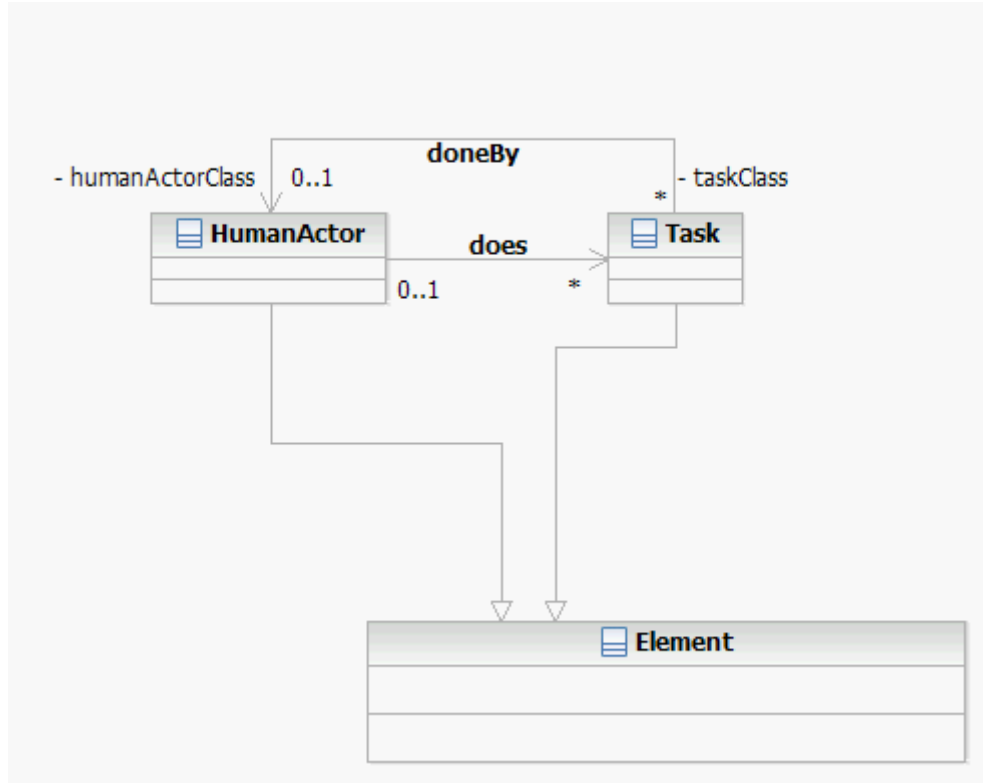 doneBy
- humanActorClass 0..1
- taskClass
*
HumanActor
does
Task
0..1
*
Element